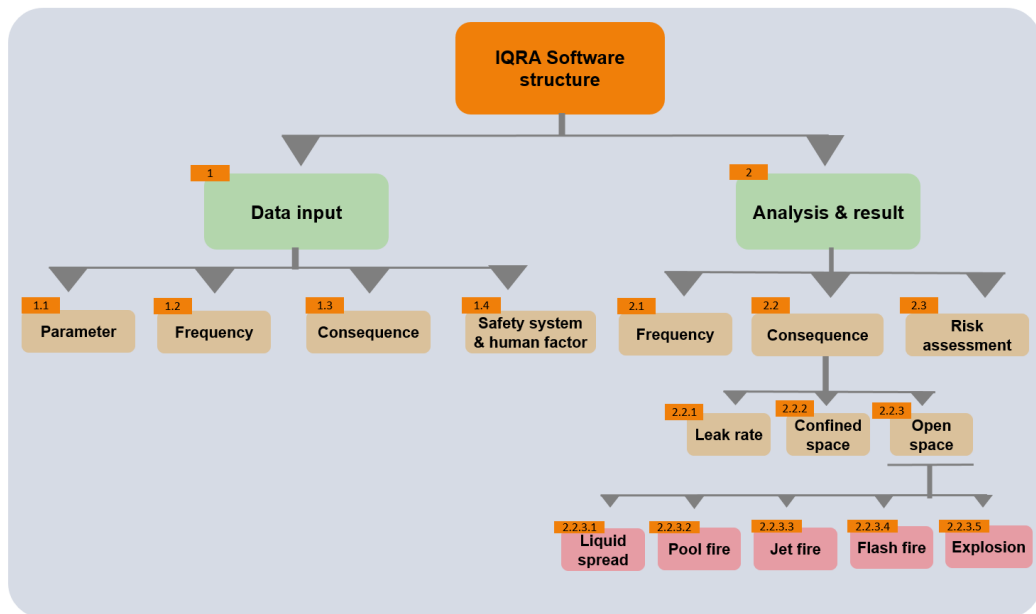 IQRA Software
structure
1
Data input
2
Analysis & result
1.1
Parameter
1.2
Frequency
1.3
Consequence
1.4
Safety system
& human factor
2.1
Frequency
2.2
Consequence
2.3
Risk
assessment
2.2.1
Leak rate
2.2.2
Confined
space
2.2.3
Open
space
2.2.3.1
Liquid
spread
2.2.3.2
Pool fire
2.2.3.3
Jet fire
2.2.3.4
Flash fire
2.2.3.5
Explosion